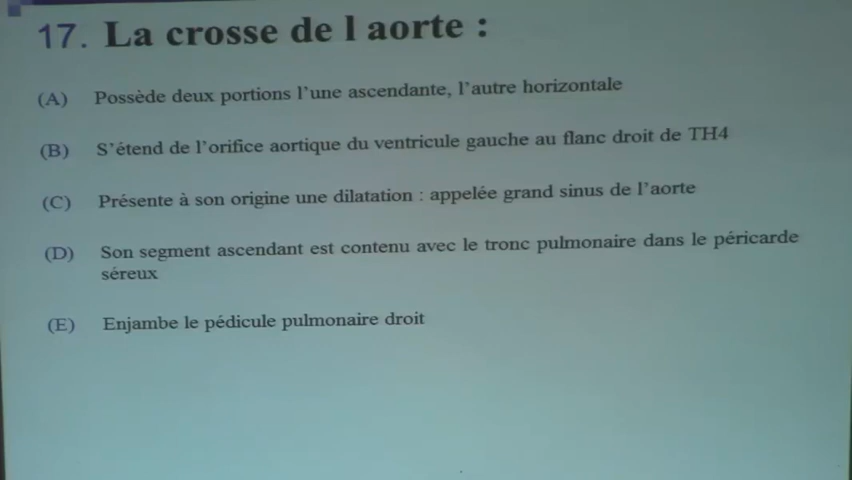 17. La crosse de l aorte :
(A) Possède deux portions l'une ascendante, l'autre horizontale
(B) S'étend de l'orifice aortique du ventricule gauche au flanc droit de TH4
(C) Présente à son origine une dilatation : appelée grand sinus de l'aorte
(D) Son segment ascendant est contenu avec le tronc pulmonaire dans le péricarde
séreux
(E) Enjambe le pédicule pulmonaire droit